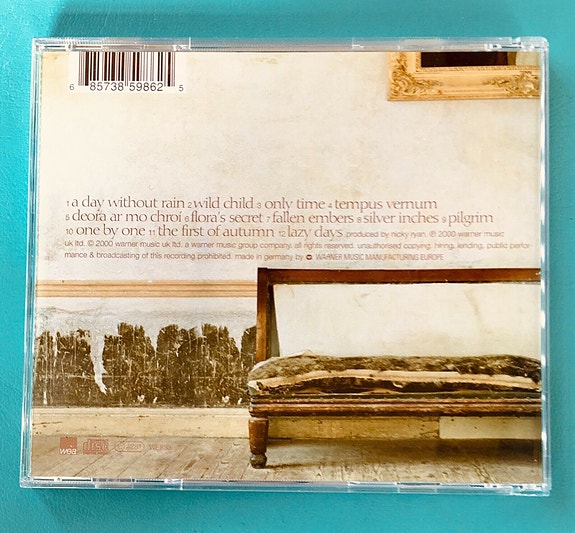 6 85738 59862 5
1 a day without rain 2 wild child 3 only time 4 tempus vernum
5 deora ar mo chroí 6 flora's secret 7 fallen embers 8 silver inches 9 pilgrim
10 one by one 11 the first of autumn 12 lazy days produced by nicky ryan. ℗ 2000 warner music
uk ltd. © 2000 warner music uk ltd. a warner music group company. all rights reserved. unauthorised copying, hiring, lending, public perfor-
mance & broadcasting of this recording prohibited. made in germany by WARNER MUSIC MANUFACTURING EUROPE
wea